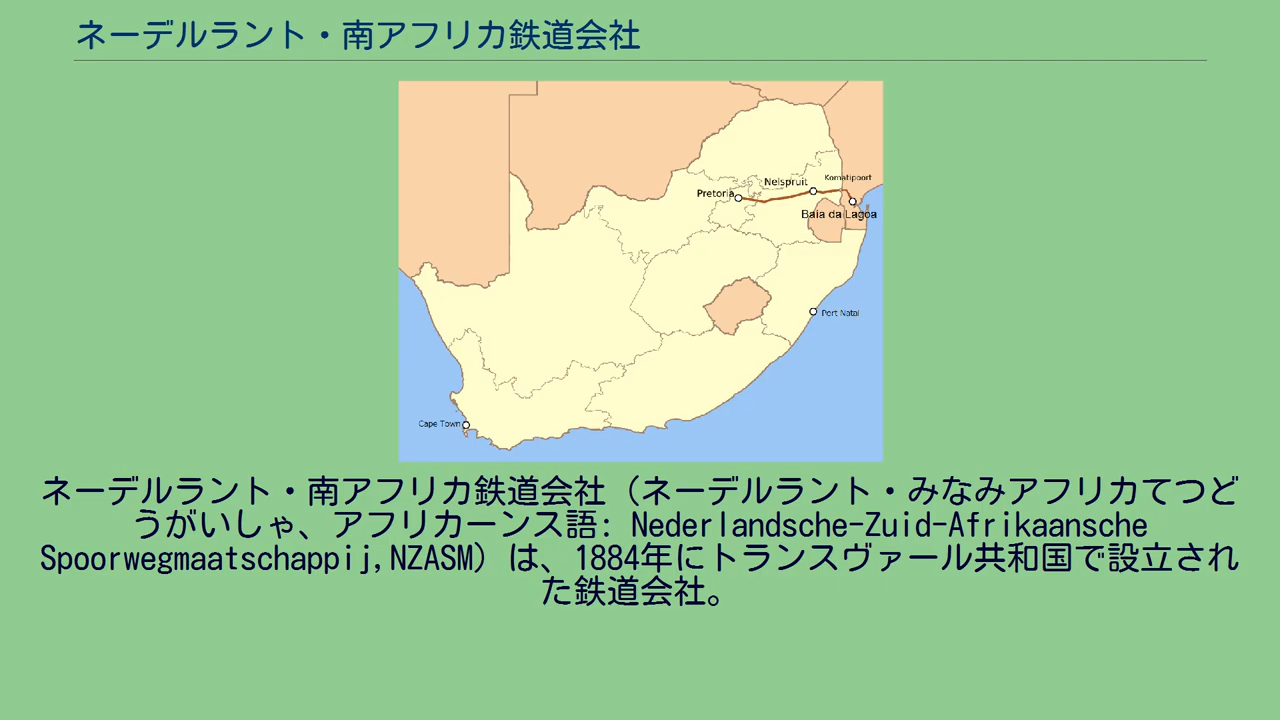 ネーデルラント・南アフリカ鉄道会社
Nelspruit
Komatipoort
Pretoria
Baia da Lagoa
Port Natal
Cape Town
ネーデルラント・南アフリカ鉄道会社（ネーデルラント・みなみアフリカてつど
うがいしゃ、アフリカーンス語: Nederlandsche-Zuid-Afrikaansche
Spoorwegmaatschappij,NZASM）は、1884年にトランスヴァール共和国で設立され
た鉄道会社。